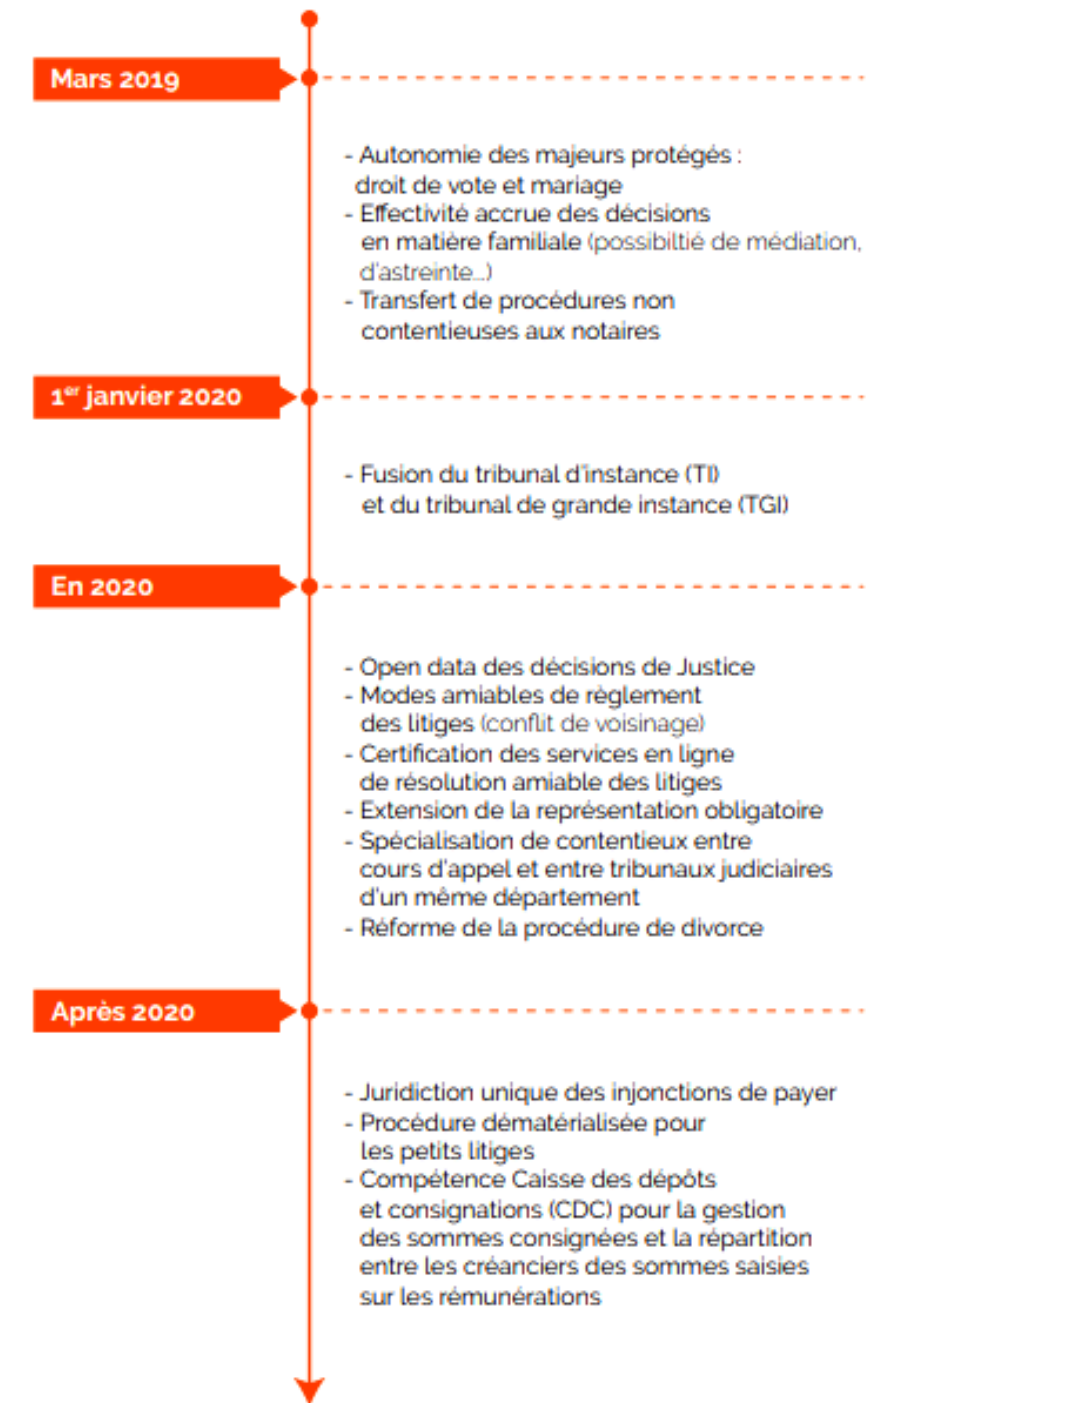 Mars 2019
- Autonomie des majeurs protégés :
droit de vote et mariage
- Effectivité accrue des décisions
en matière familiale (possibiltié de médiation,
d'astreinte...)
- Transfert de procédures non
contentieuses aux notaires
1er janvier 2020
- Fusion du tribunal d'instance (TI)
et du tribunal de grande instance (TGI)
En 2020
- Open data des décisions de Justice
- Modes amiables de règlement
des litiges (conflit de voisinage)
- Certification des services en ligne
de résolution amiable des litiges
- Extension de la représentation obligatoire
- Spécialisation de contentieux entre
cours d'appel et entre tribunaux judiciaires
d'un même département
- Réforme de la procédure de divorce
Après 2020
- Juridiction unique des injonctions de payer
- Procédure dématérialisée pour
les petits litiges
- Compétence Caisse des dépôts
et consignations (CDC) pour la gestion
des sommes consignées et la répartition
entre les créanciers des sommes saisies
sur les rémunérations